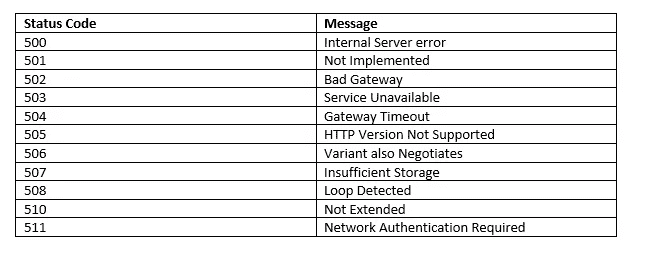 Status Code Message
500 Internal Server error
501 Not Implemented
502 Bad Gateway
503 Service Unavailable
504 Gateway Timeout
505 HTTP Version Not Supported
506 Variant also Negotiates
507 Insufficient Storage
508 Loop Detected
510 Not Extended
511 Network Authentication Required